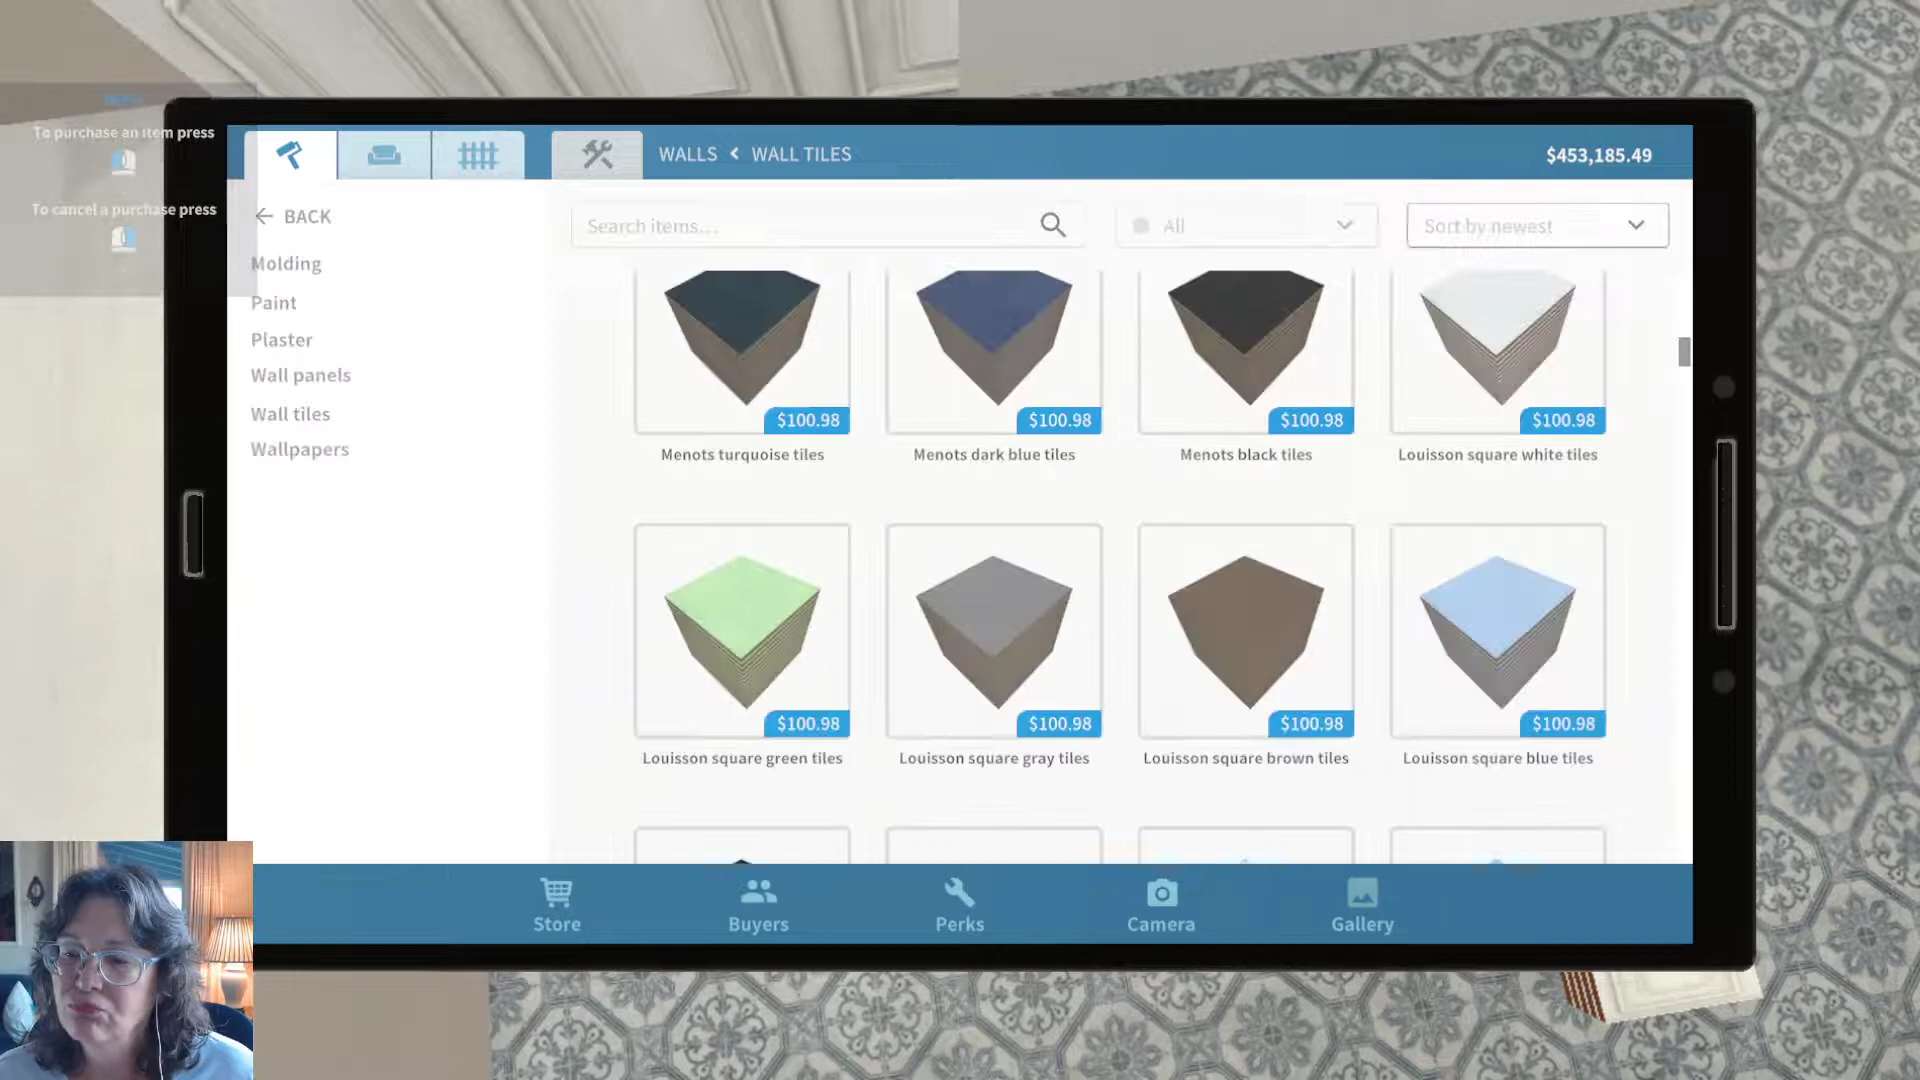 To purchase an item press
To cancel a purchase press
WALLS < WALL TILES
$453,185.49
BACK
Molding
Paint
Plaster
Wall panels
Wall tiles
Wallpapers
Search items...
All
Sort by newest
$100.98
$100.98
$100.98
$100.98
Menots turquoise tiles
Menots dark blue tiles
Menots black tiles
Louisson square white tiles
$100.98
$100.98
$100.98
$100.98
Louisson square green tiles
Louisson square gray tiles
Louisson square brown tiles
Louisson square blue tiles
Store
Buyers
Perks
Camera
Gallery